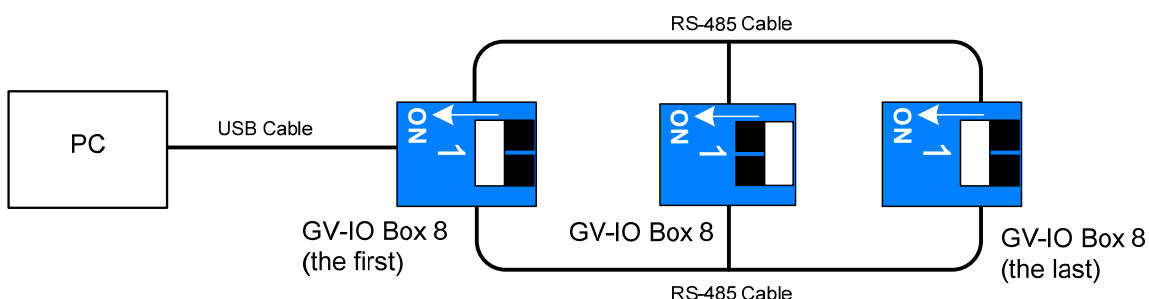 RS-485 Cable
PC
USB Cable
ON
1
ON
1
ON
1
GV-IO Box 8
(the first)
GV-IO Box 8
GV-IO Box 8
(the last)
RS-485 Cable